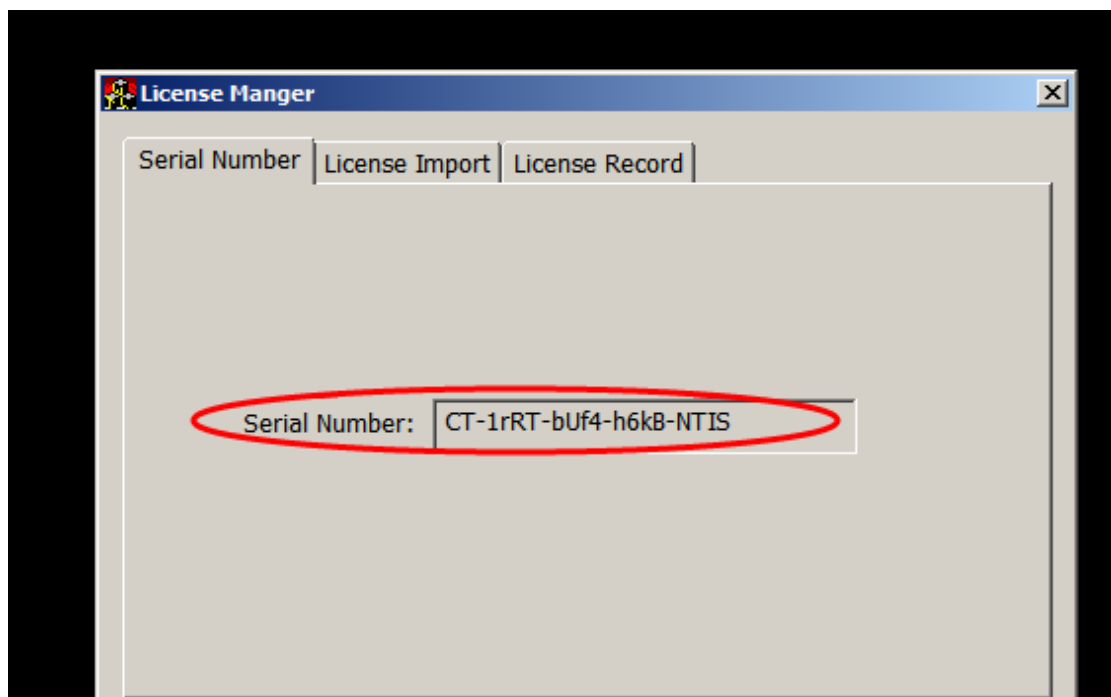 License Manger
Serial Number License Import License Record
Serial Number: CT-1rRT-bUf4-h6kB-NTIS